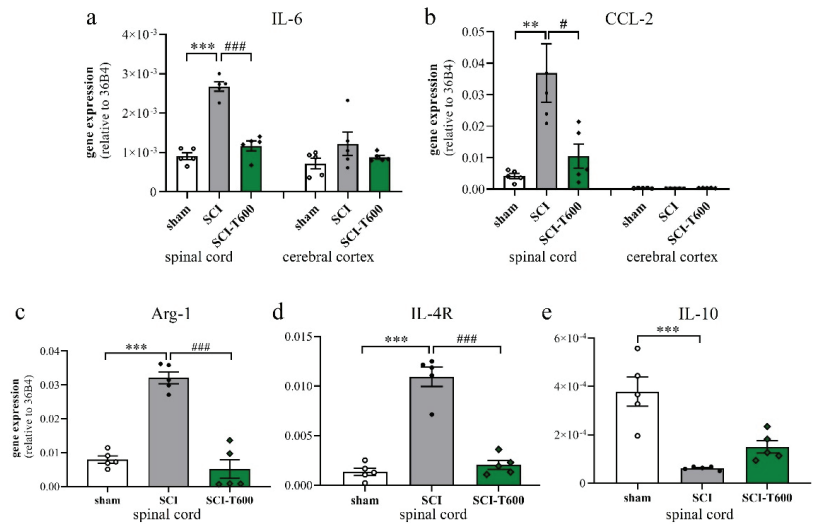 a
IL-6
gene expression
(relative to 36B4)
4×10⁻³
3×10⁻³
2×10⁻³
1×10⁻³
0
***
###
sham
SCI
SCI-T600
sham
SCI
SCI-T600
spinal cord
cerebral cortex
b
CCL-2
gene expression
(relative to 36B4)
0.05
0.04
0.03
0.02
0.01
0.00
**
#
sham
SCI
SCI-T600
sham
SCI
SCI-T600
spinal cord
cerebral cortex
c
Arg-1
gene expression
(relative to 36B4)
0.04
0.03
0.02
0.01
0.00
***
###
sham
SCI
SCI-T600
spinal cord
d
IL-4R
0.015
0.010
0.005
0.000
***
###
sham
SCI
SCI-T600
spinal cord
e
IL-10
6×10⁻⁴
4×10⁻⁴
2×10⁻⁴
0
***
sham
SCI
SCI-T600
spinal cord